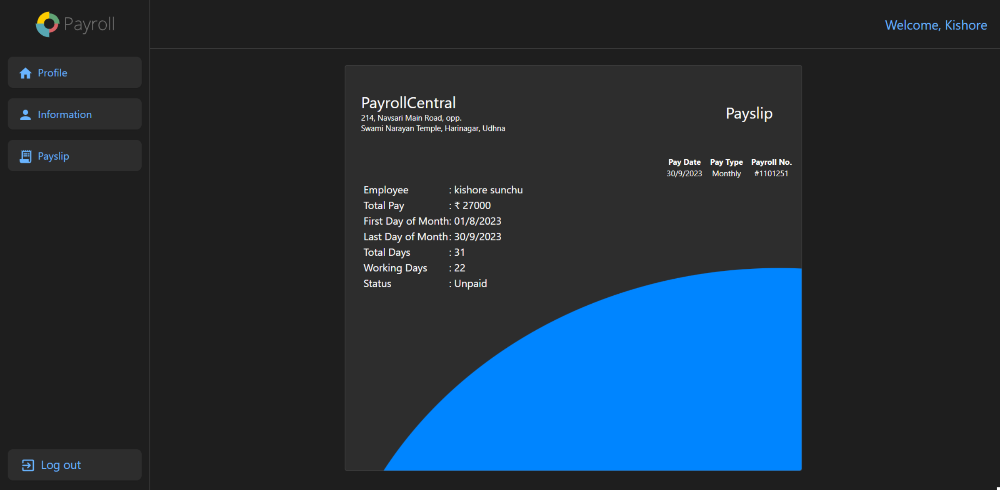 Payroll
Welcome, Kishore
Profile
Information
Payslip
Log out
PayrollCentral
214, Navsari Main Road, opp.
Swami Narayan Temple, Harinagar, Udhna
Payslip
Pay Date Pay Type Payroll No.
30/9/2023 Monthly #1101251
Employee : kishore sunchu
Total Pay : ₹ 27000
First Day of Month: 01/8/2023
Last Day of Month: 30/9/2023
Total Days : 31
Working Days : 22
Status : Unpaid